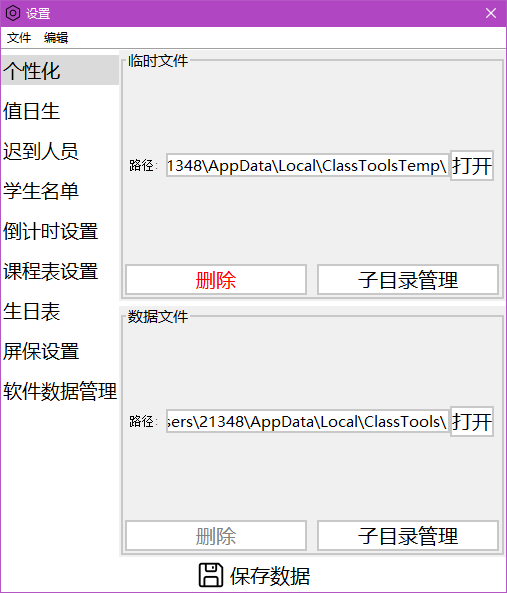 设置
文件 编辑
个性化
值日生
迟到人员
学生名单
倒计时设置
课程表设置
生日表
屏保设置
软件数据管理
临时文件
路径: 1348\AppData\Local\ClassToolsTemp\ 打开
删除 子目录管理
数据文件
路径: sers\21348\AppData\Local\ClassTools\ 打开
删除 子目录管理
保存数据